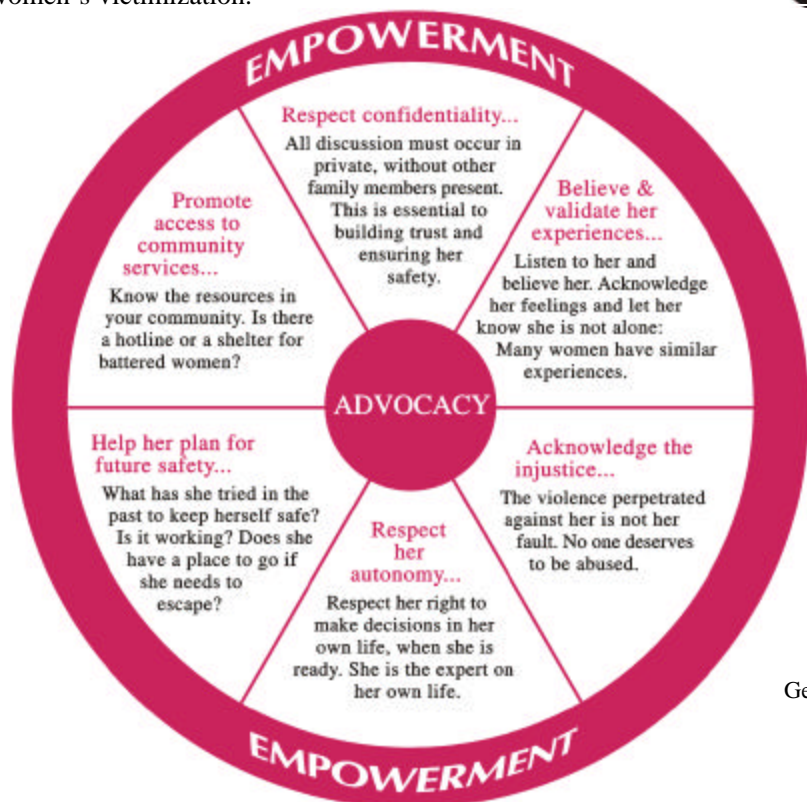 women's victimization.
EMPOWERMENT
Respect confidentiality...
All discussion must occur in
private, without other
family members present.
This is essential to
building trust and
ensuring her
safety.
Believe &
validate her
experiences...
Listen to her and
believe her. Acknowledge
her feelings and let her
know she is not alone:
Many women have similar
experiences.
Acknowledge the
injustice...
The violence perpetrated
against her is not her
fault. No one deserves
to be abused.
Respect
her
autonomy...
Respect her right to
make decisions in her
own life, when she is
ready. She is the expert on
her own life.
Help her plan for
future safety...
What has she tried in the
past to keep herself safe?
Is it working? Does she
have a place to go if
she needs to
escape?
Promote
access to
community
services...
Know the resources in
your community. Is there
a hotline or a shelter for
battered women?
ADVOCACY
EMPOWERMENT
Ge